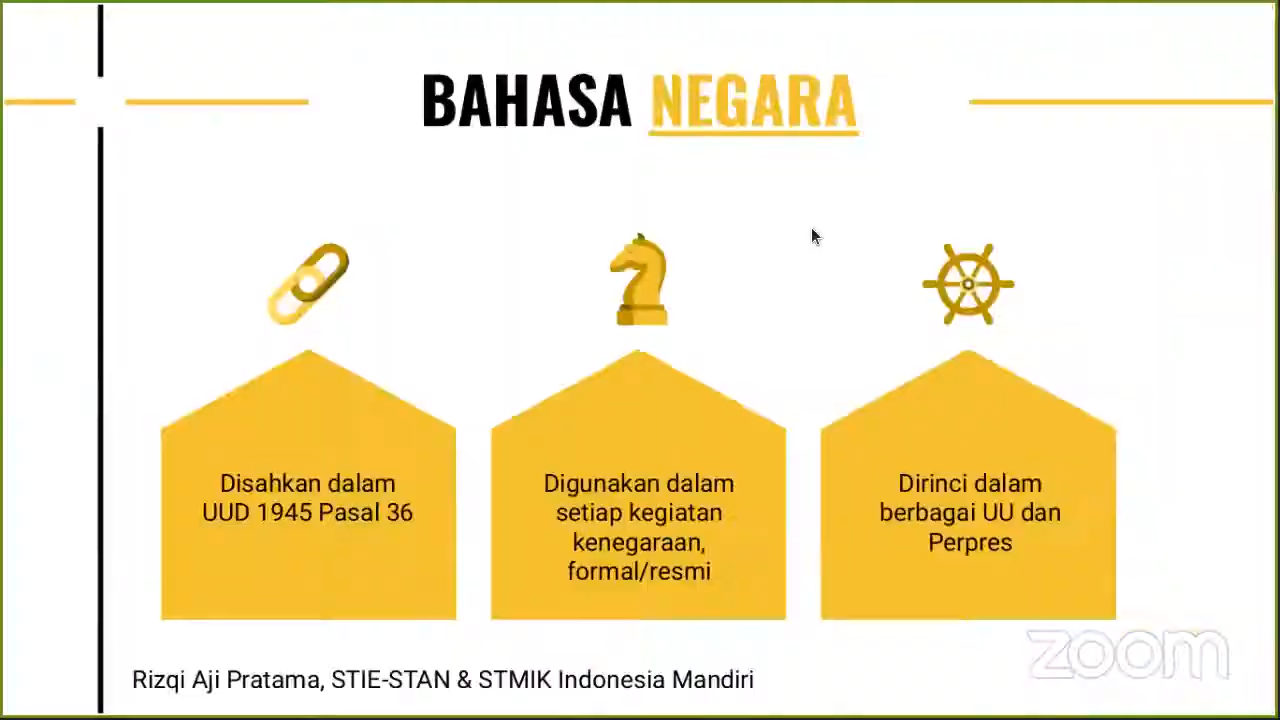 BAHASA NEGARA
Disahkan dalam
UUD 1945 Pasal 36
Digunakan dalam
setiap kegiatan
kenegaraan,
formal/resmi
Dirinci dalam
berbagai UU dan
Perpres
zoom
Rizqi Aji Pratama, STIE-STAN & STMIK Indonesia Mandiri